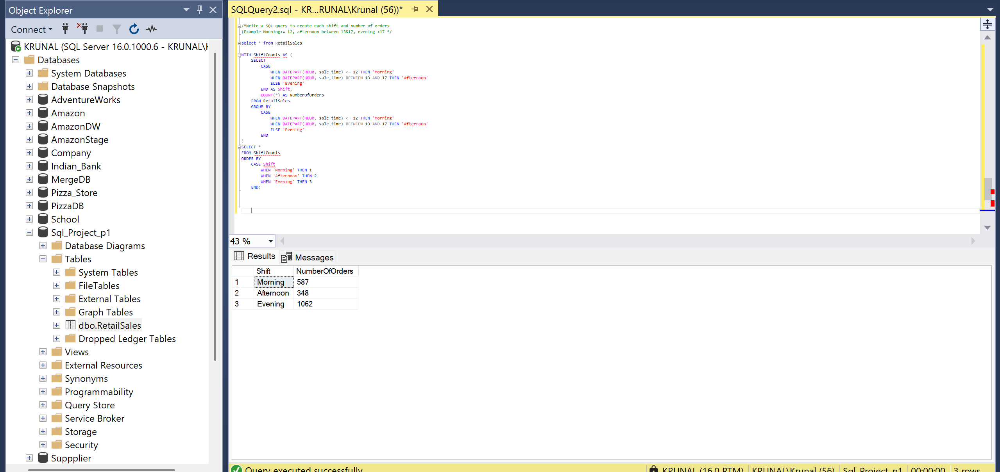 Object Explorer
Connect
KRUNAL (SQL Server 16.0.1000.6 - KRUNAL\K
Databases
System Databases
Database Snapshots
AdventureWorks
Amazon
AmazonDW
AmazonStage
Company
Indian_Bank
MergeDB
Pizza_Store
PizzaDB
School
Sql_Project_p1
Database Diagrams
Tables
System Tables
FileTables
External Tables
Graph Tables
dbo.RetailSales
Dropped Ledger Tables
Views
External Resources
Synonyms
Programmability
Query Store
Service Broker
Storage
Security
Suppplier
SQLQuery2.sql - KR...RUNAL\Krunal (56))*
/*Write a SQL query to create each shift and number of orders
(Example Morning<= 12, afternoon between 13&17, evening >17 */
select * from RetailSales
WITH ShiftCounts AS (
SELECT
CASE
WHEN DATEPART(HOUR, sale_time) <= 12 THEN 'Morning'
WHEN DATEPART(HOUR, sale_time) BETWEEN 13 AND 17 THEN 'Afternoon'
ELSE 'Evening'
END AS Shift,
COUNT(*) AS NumberOfOrders
FROM RetailSales
GROUP BY
CASE
WHEN DATEPART(HOUR, sale_time) <= 12 THEN 'Morning'
WHEN DATEPART(HOUR, sale_time) BETWEEN 13 AND 17 THEN 'Afternoon'
ELSE 'Evening'
END
)
SELECT *
FROM ShiftCounts
ORDER BY
CASE Shift
WHEN 'Morning' THEN 1
WHEN 'Afternoon' THEN 2
WHEN 'Evening' THEN 3
END;
43 %
Results Messages
Shift NumberOfOrders
1 Morning 587
2 Afternoon 348
3 Evening 1062
Query executed successfully KRUNAL (16.0 RTM) KRUNAL\Krunal (56) Sql_Project_p1 00:00:00 3 rows